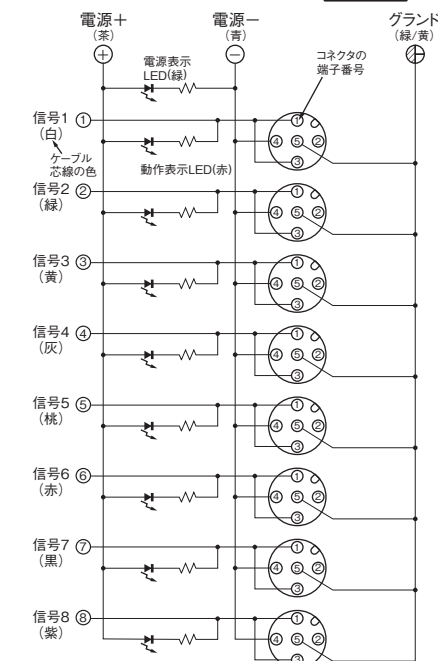 電源＋
（茶）
電源－
（青）
グランド
（緑/黄）
電源表示
LED(緑)
コネクタの
端子番号
信号1 ①
（白）
ケーブル
芯線の色
動作表示LED(赤)
① ④ ⑤ ② ③
信号2 ②
（緑）
① ④ ⑤ ② ③
信号3 ③
（黄）
① ④ ⑤ ② ③
信号4 ④
（灰）
① ④ ⑤ ② ③
信号5 ⑤
（桃）
① ④ ⑤ ② ③
信号6 ⑥
（赤）
① ④ ⑤ ② ③
信号7 ⑦
（黒）
① ④ ⑤ ② ③
信号8 ⑧
（紫）
① ④ ⑤ ② ③